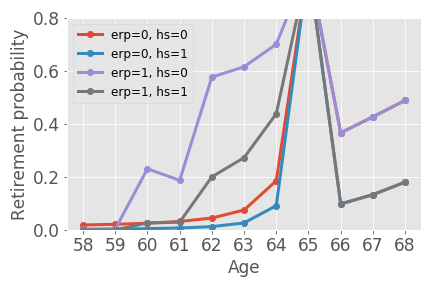 0.8
0.6
0.4
0.2
0.0
Retirement probability
erp=0, hs=0
erp=0, hs=1
erp=1, hs=0
erp=1, hs=1
58 59 60 61 62 63 64 65 66 67 68
Age